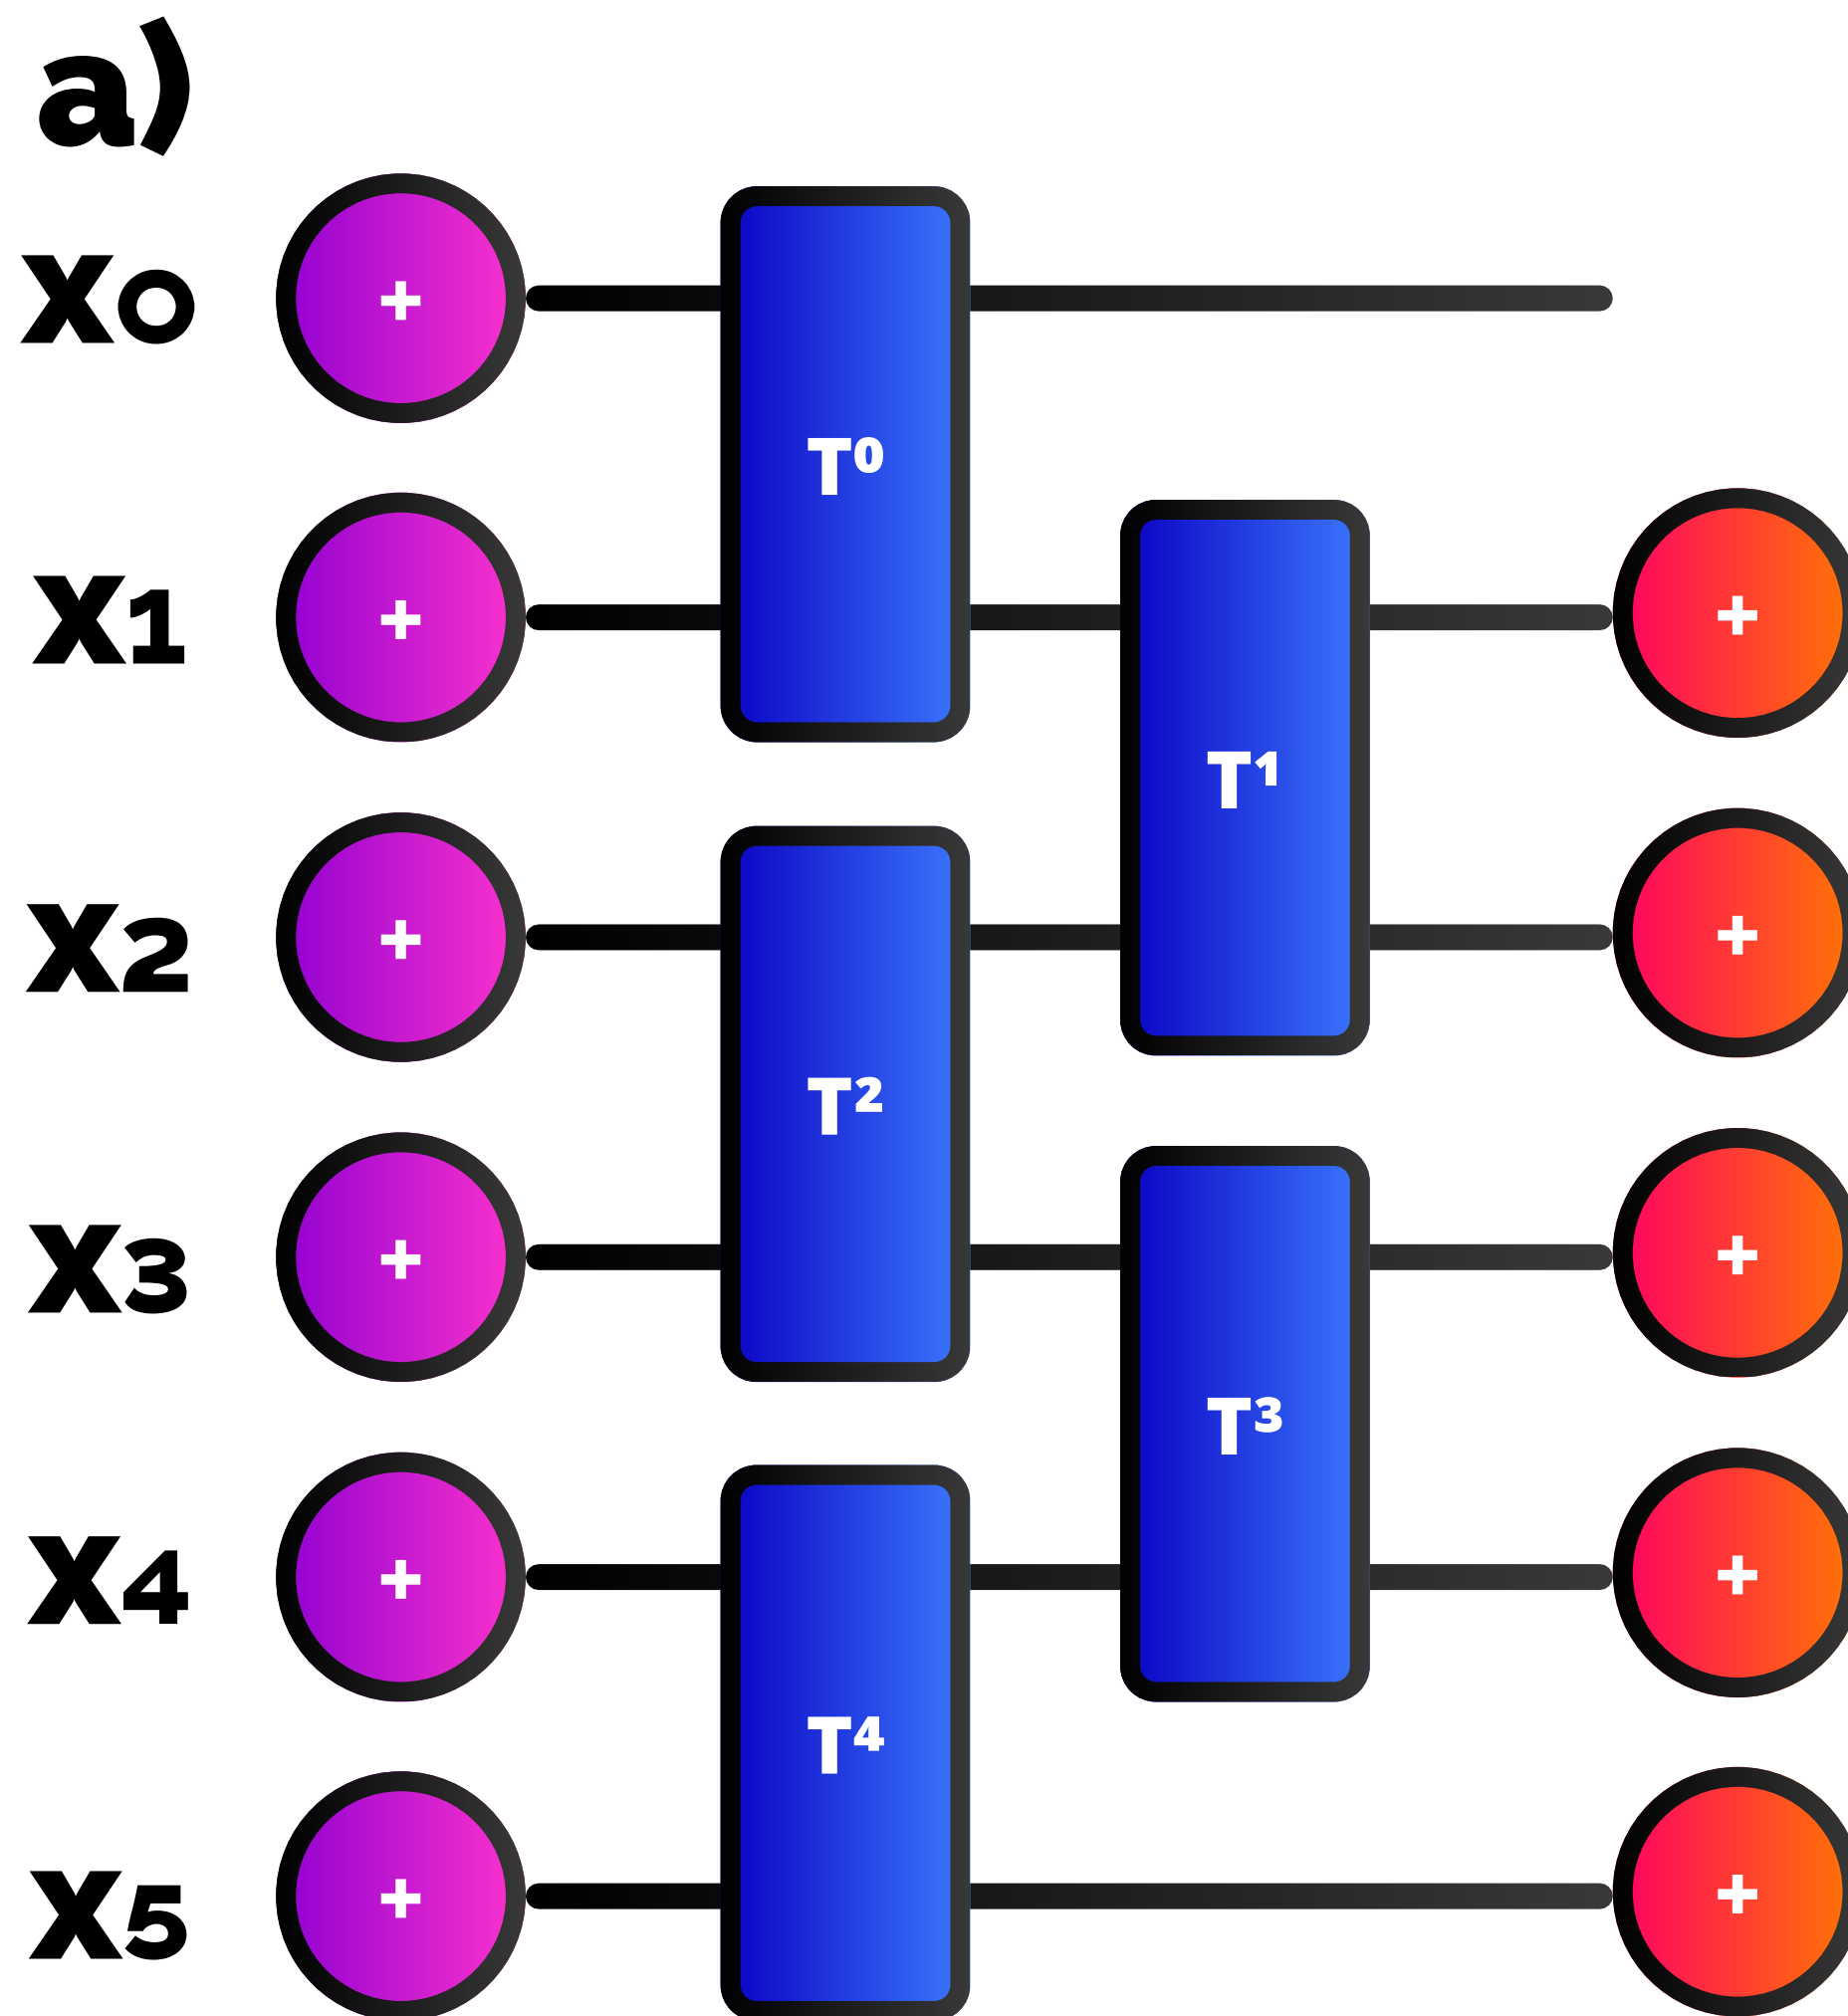 a)
X0 + T⁰
X1 + T¹ +
X2 + +
T²
X3 + T³ +
X4 + +
T⁴
X5 + +